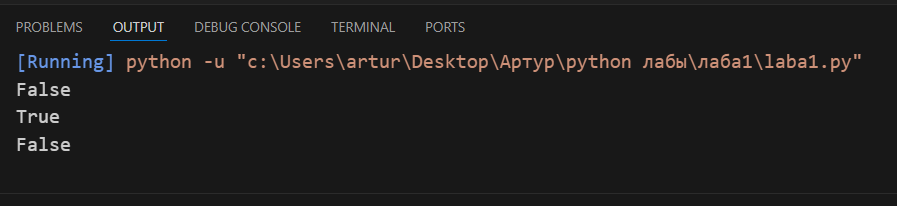 PROBLEMS OUTPUT DEBUG CONSOLE TERMINAL PORTS
[Running] python -u "c:\Users\artur\Desktop\Артур\python лабы\лаба1\laba1.py"
False
True
False